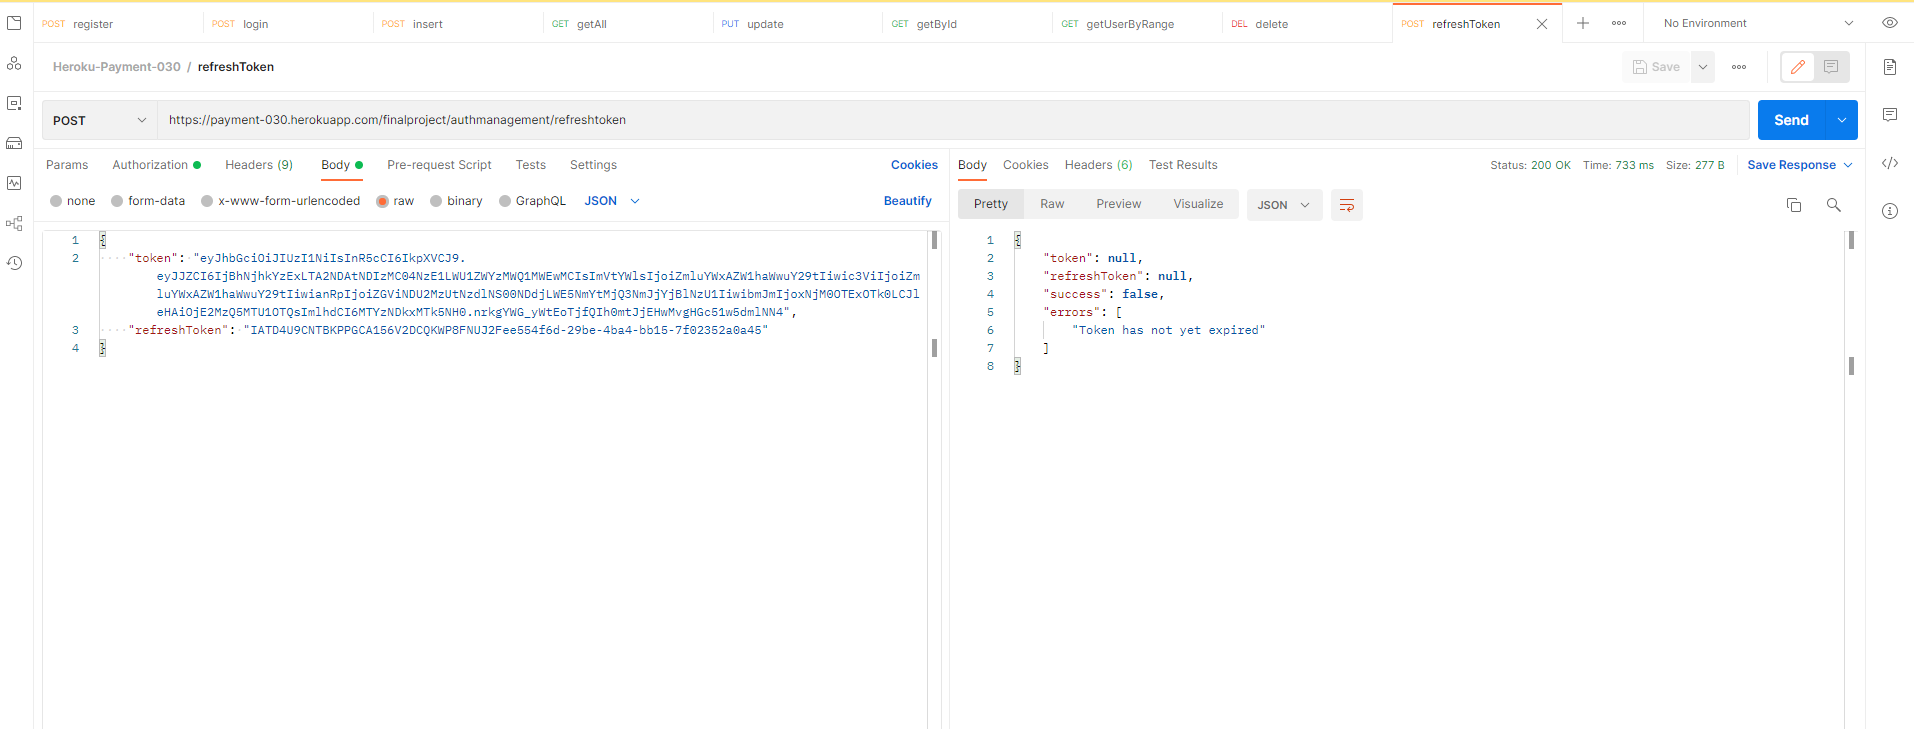 POST register POST login POST insert GET getAll PUT update GET getById GET getUserByRange DEL delete POST refreshToken No Environment
Heroku-Payment-030 / refreshToken Save
POST https://payment-030.herokuapp.com/finalproject/authmanagement/refreshtoken Send
Params Authorization Headers (9) Body Pre-request Script Tests Settings Cookies
none form-data x-www-form-urlencoded raw binary GraphQL JSON Beautify
1 {
2 "token": "eyJhbGciOiJIUzI1NiIsInR5cCI6IkpXVCJ9.
eyJJZCI6IjBhNjhkYzExLTA2NDAtNDIzMC04NzE1LWU1ZWYzMWQ1MWEwMCIsImVtYWlsIjoiZmluYWxAZW1haWwuY29tIiwic3ViIjoiZm
luYWxAZW1haWwuY29tIiwianRpIjoiZGViNDU2MzUtNzdlNS00NDdjLWE5NmYtMjQ3NmJjYjBlNzU1IiwibmJmIjoxNjM0OTExOTk0LCJl
eHAiOjE2MzQ5MTU1OTQsImlhdCI6MTYzNDkxMTk5NH0.nrkgYWG_yWtEoTjfQIh0mtJjEHwMvgHGc51w5dmlNN4",
3 "refreshToken": "IATD4U9CNTBKPPGCA156V2DCQKWP8FNUJ2Fee554f6d-29be-4ba4-bb15-7f02352a0a45"
4 }
Body Cookies Headers (6) Test Results Status: 200 OK Time: 733 ms Size: 277 B Save Response
Pretty Raw Preview Visualize JSON
1 {
2 "token": null,
3 "refreshToken": null,
4 "success": false,
5 "errors": [
6 "Token has not yet expired"
7 ]
8 }